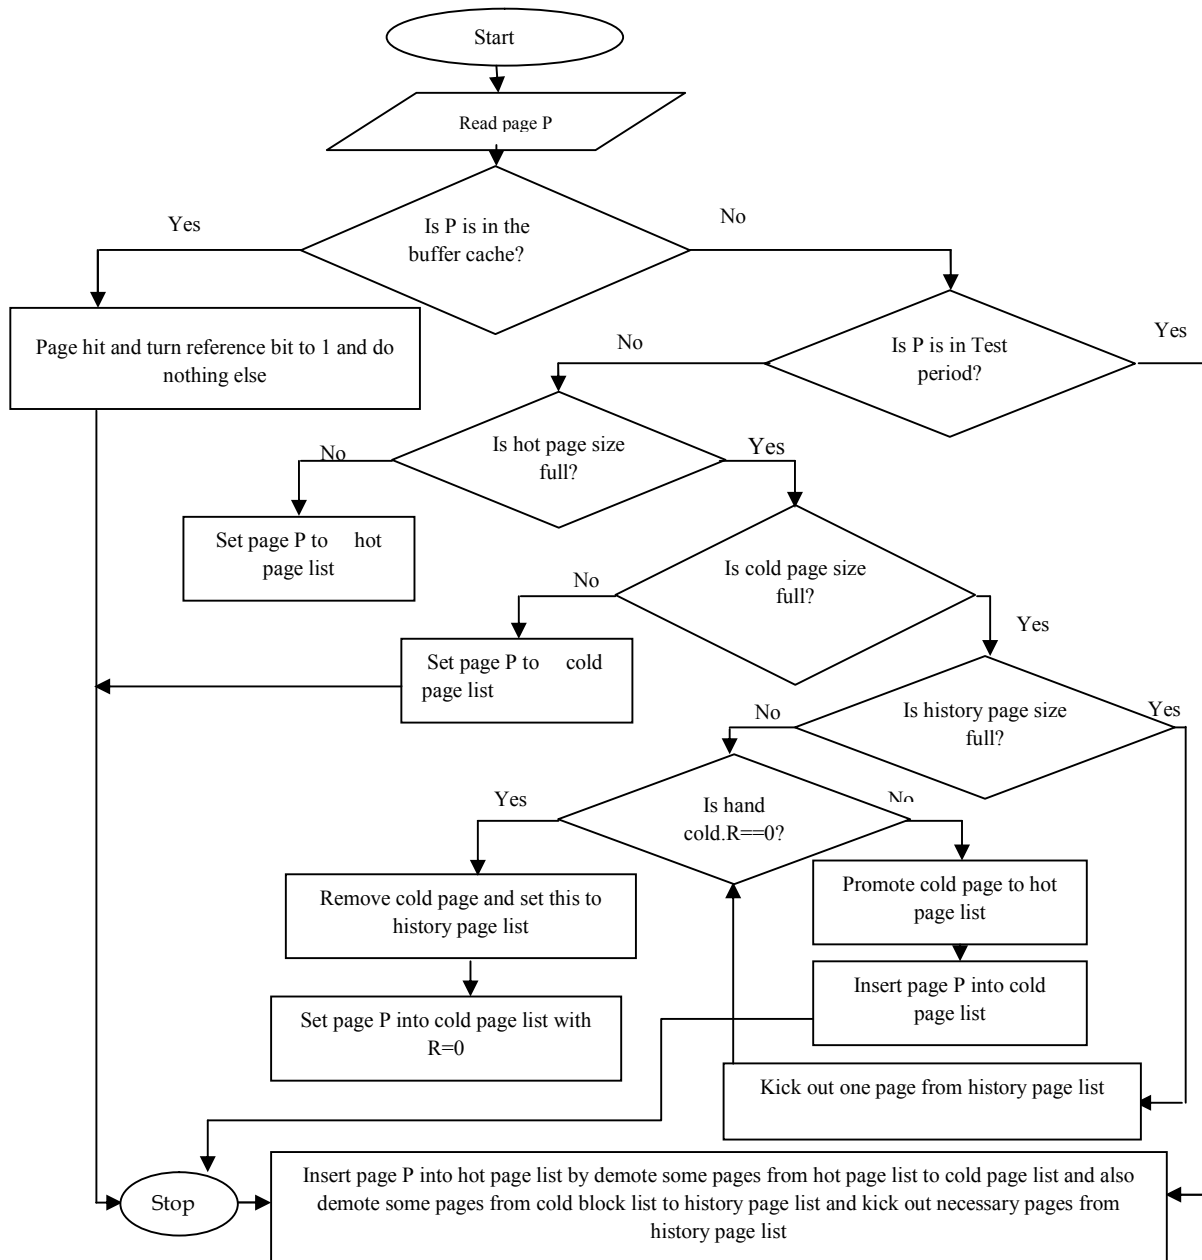 Start
Read page P
Yes
Is P is in the
buffer cache?
No
Page hit and turn reference bit to 1 and do
nothing else
No
Is P is in Test
period?
Yes
No
Is hot page size
full?
Yes
Set page P to hot
page list
No
Is cold page size
full?
Yes
Set page P to cold
page list
No
Is history page size
full?
Yes
Yes
Is hand
cold.R==0?
No
Remove cold page and set this to
history page list
Promote cold page to hot
page list
Set page P into cold page list with
R=0
Insert page P into cold
page list
Kick out one page from history page list
Stop
Insert page P into hot page list by demote some pages from hot page list to cold page list and also
demote some pages from cold block list to history page list and kick out necessary pages from
history page list